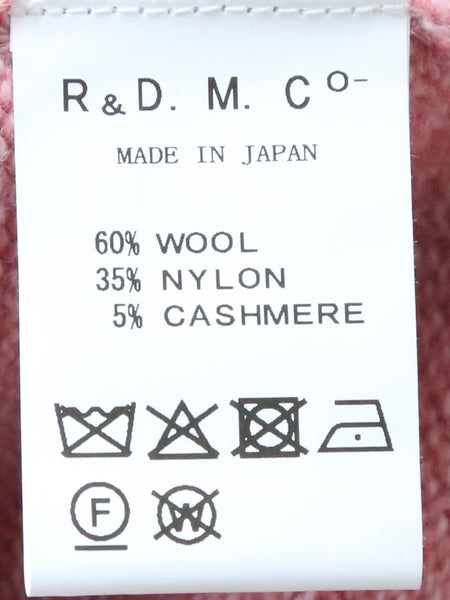 R&D. M. Co-
MADE IN JAPAN
60% WOOL
35% NYLON
5% CASHMERE
F W